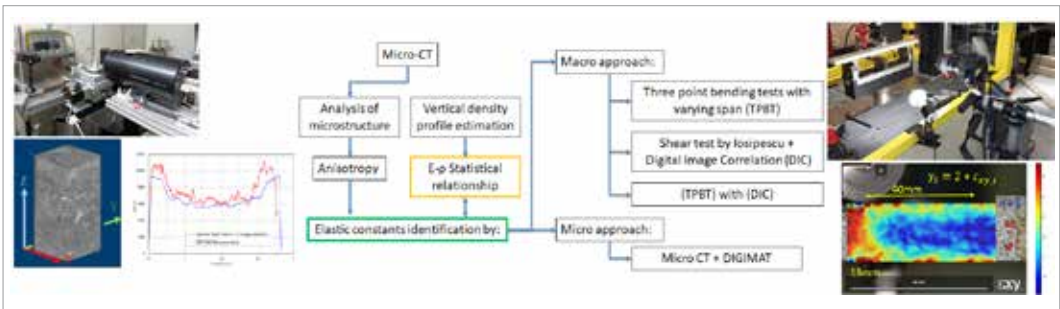 Micro-CT
Analysis of
microstructure
Vertical density
profile estimation
Anisotropy
E-ρ Statistical
relationship
Elastic constants identification by:
Macro approach:
Three point bending tests with
varying span (TPBT)
Shear test by Iosipescu +
Digital Image Correlation (DIC)
(TPBT) with (DIC)
Micro approach:
Micro CT + DIGIMAT
40mm